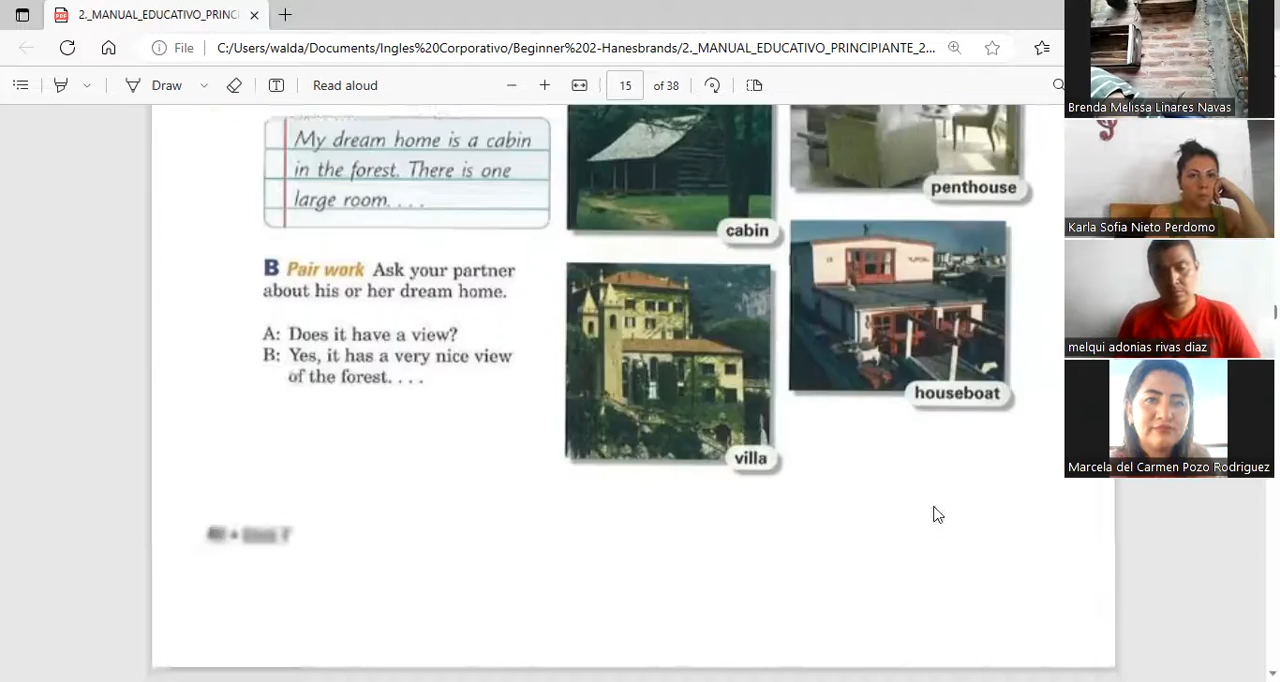 2._MANUAL_EDUCATIVO_PRINCI
File
C:/Users/walda/Documents/Ingles%20Corporativo/Beginner%202-Hanesbrands/2._MANUAL_EDUCATIVO_PRINCIPIANTE_2...
Draw
Read aloud
15 of 38
My dream home is a cabin
in the forest. There is one
large room. . . .
cabin
penthouse
B Pair work Ask your partner
about his or her dream home.
A: Does it have a view?
B: Yes, it has a very nice view
of the forest. . . .
villa
houseboat
Brenda Melissa Linares Navas
Karla Sofia Nieto Perdomo
melqui adonias rivas diaz
Marcela del Carmen Pozo Rodriguez